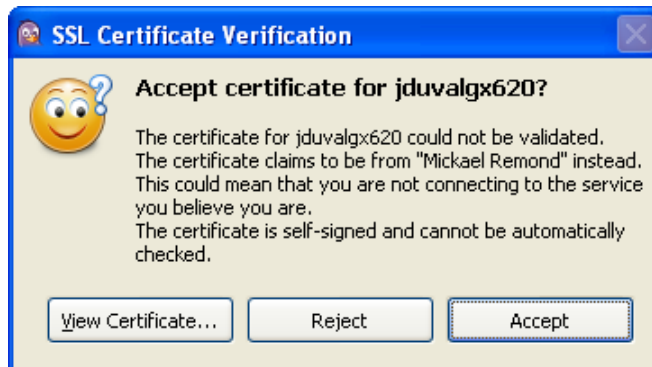 SSL Certificate Verification
Accept certificate for jduvalgx620?
The certificate for jduvalgx620 could not be validated.
The certificate claims to be from "Mickael Remond" instead.
This could mean that you are not connecting to the service
you believe you are.
The certificate is self-signed and cannot be automatically
checked.
View Certificate...
Reject
Accept